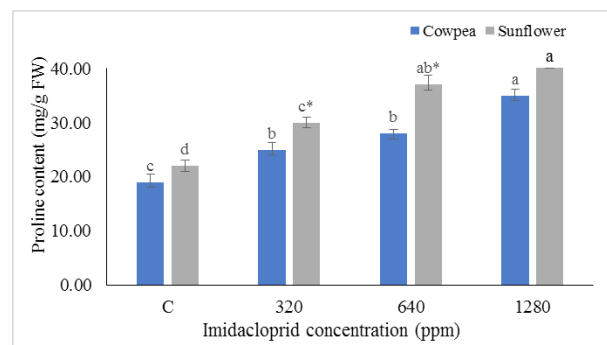 Cowpea Sunflower
Proline content (mg/g FW)
40.00
30.00
20.00
10.00
0.00
c d b c* b ab* a a
C 320 640 1280
Imidacloprid concentration (ppm)